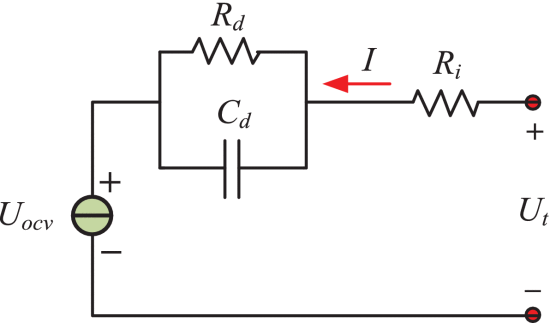 R_d
I
R_i
C_d
+
+
U_ocv
U_t
−
−